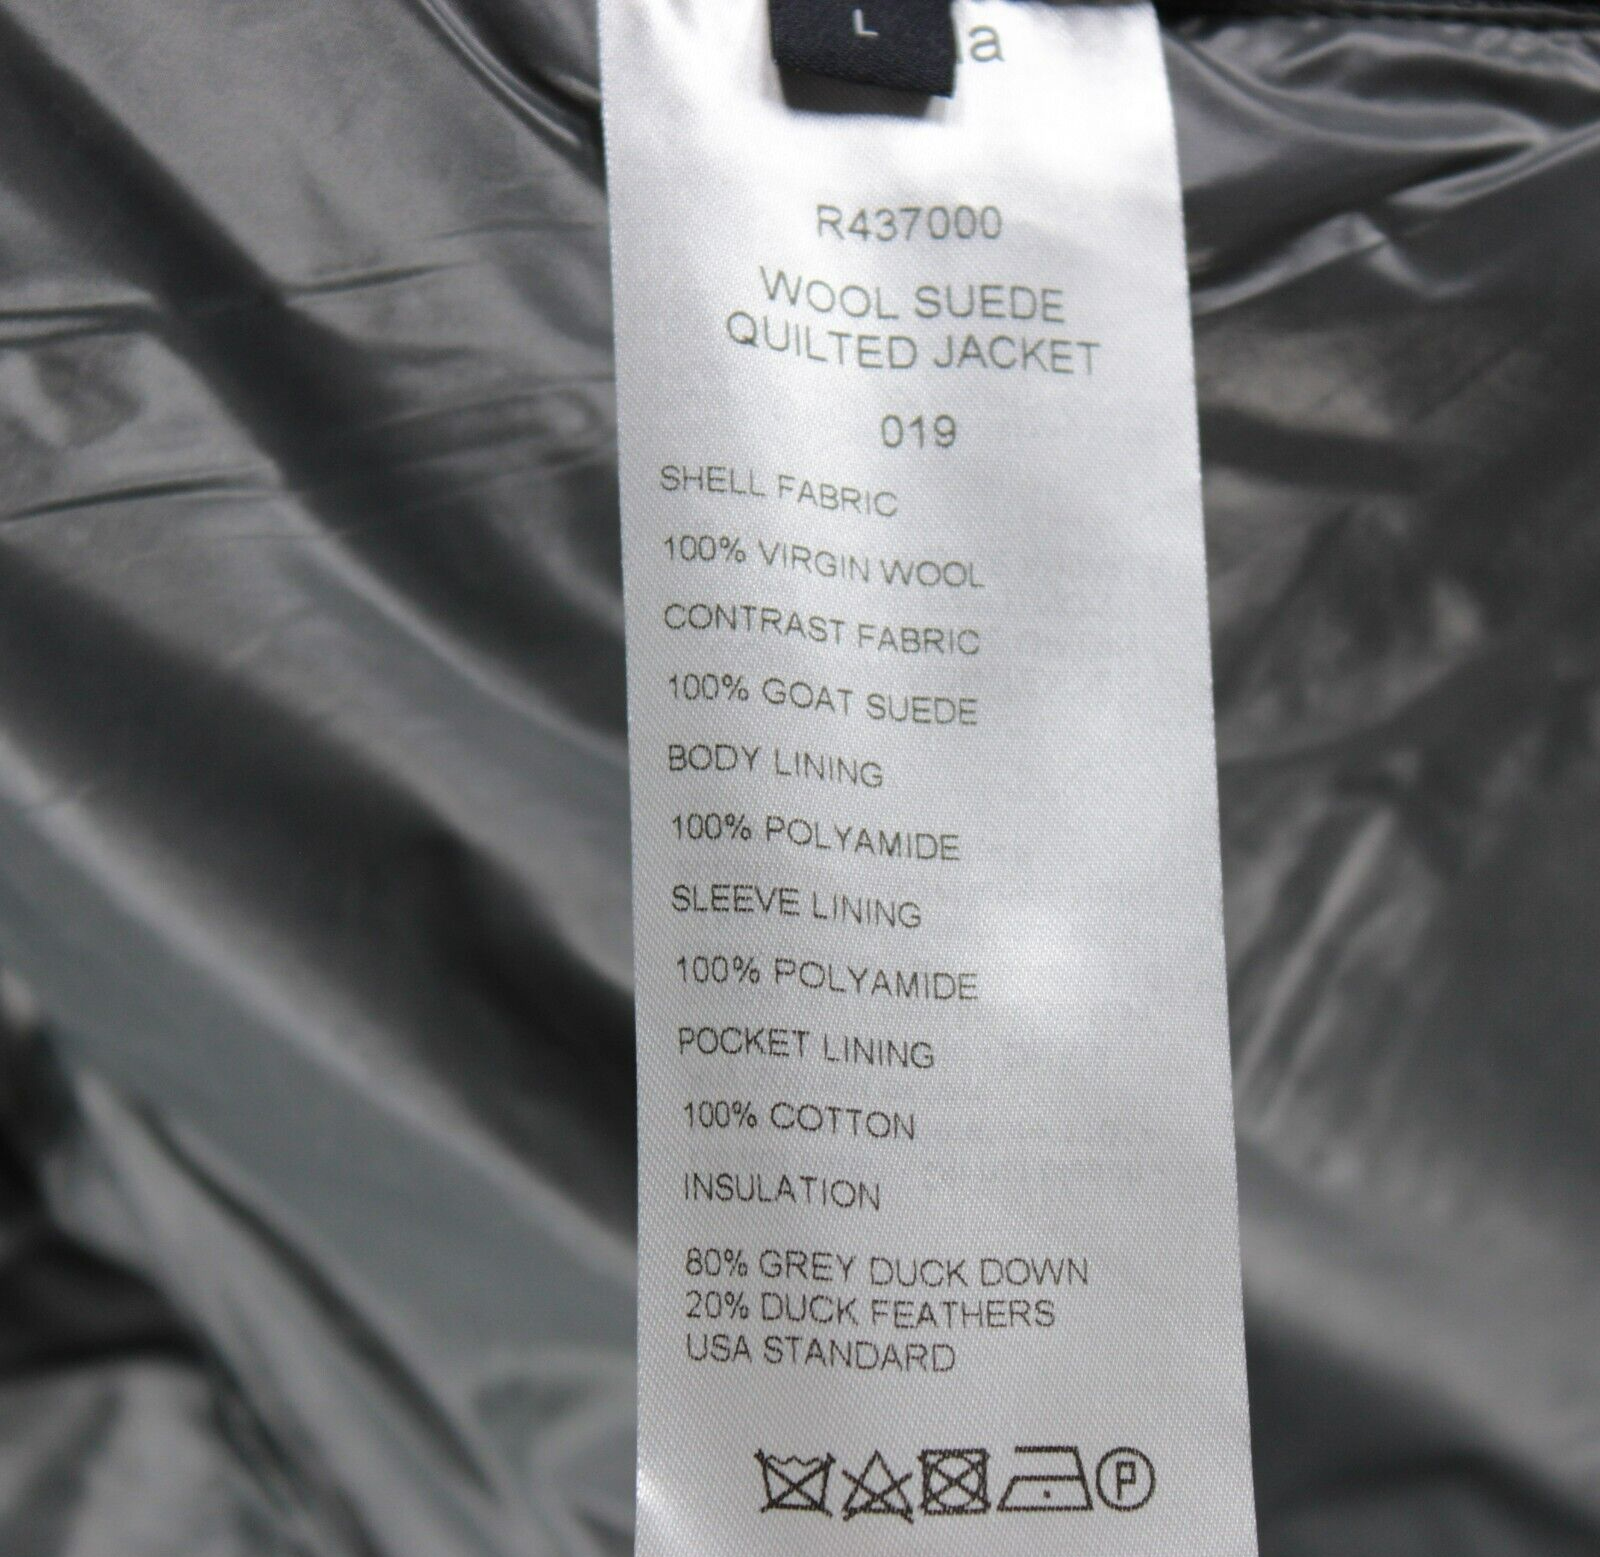 L
a
R437000
WOOL SUEDE
QUILTED JACKET
019
SHELL FABRIC
100% VIRGIN WOOL
CONTRAST FABRIC
100% GOAT SUEDE
BODY LINING
100% POLYAMIDE
SLEEVE LINING
100% POLYAMIDE
POCKET LINING
100% COTTON
INSULATION
80% GREY DUCK DOWN
20% DUCK FEATHERS
USA STANDARD
P